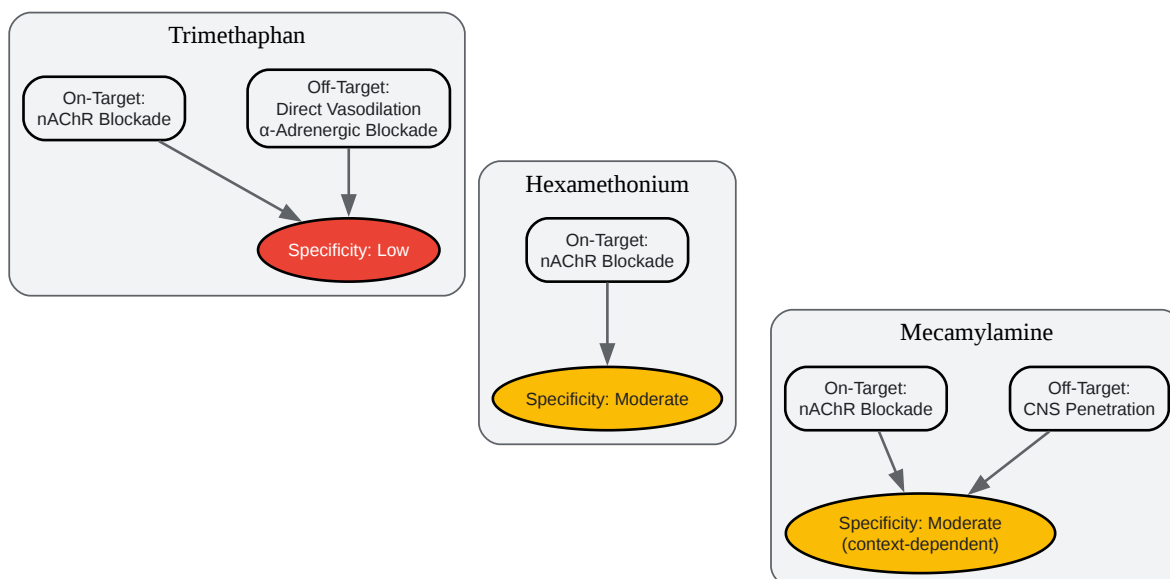 Trimethaphan
On-Target:
nAChR Blockade
Off-Target:
Direct Vasodilation
α-Adrenergic Blockade
Specificity: Low
Hexamethonium
On-Target:
nAChR Blockade
Specificity: Moderate
Mecamylamine
On-Target:
nAChR Blockade
Off-Target:
CNS Penetration
Specificity: Moderate
(context-dependent)